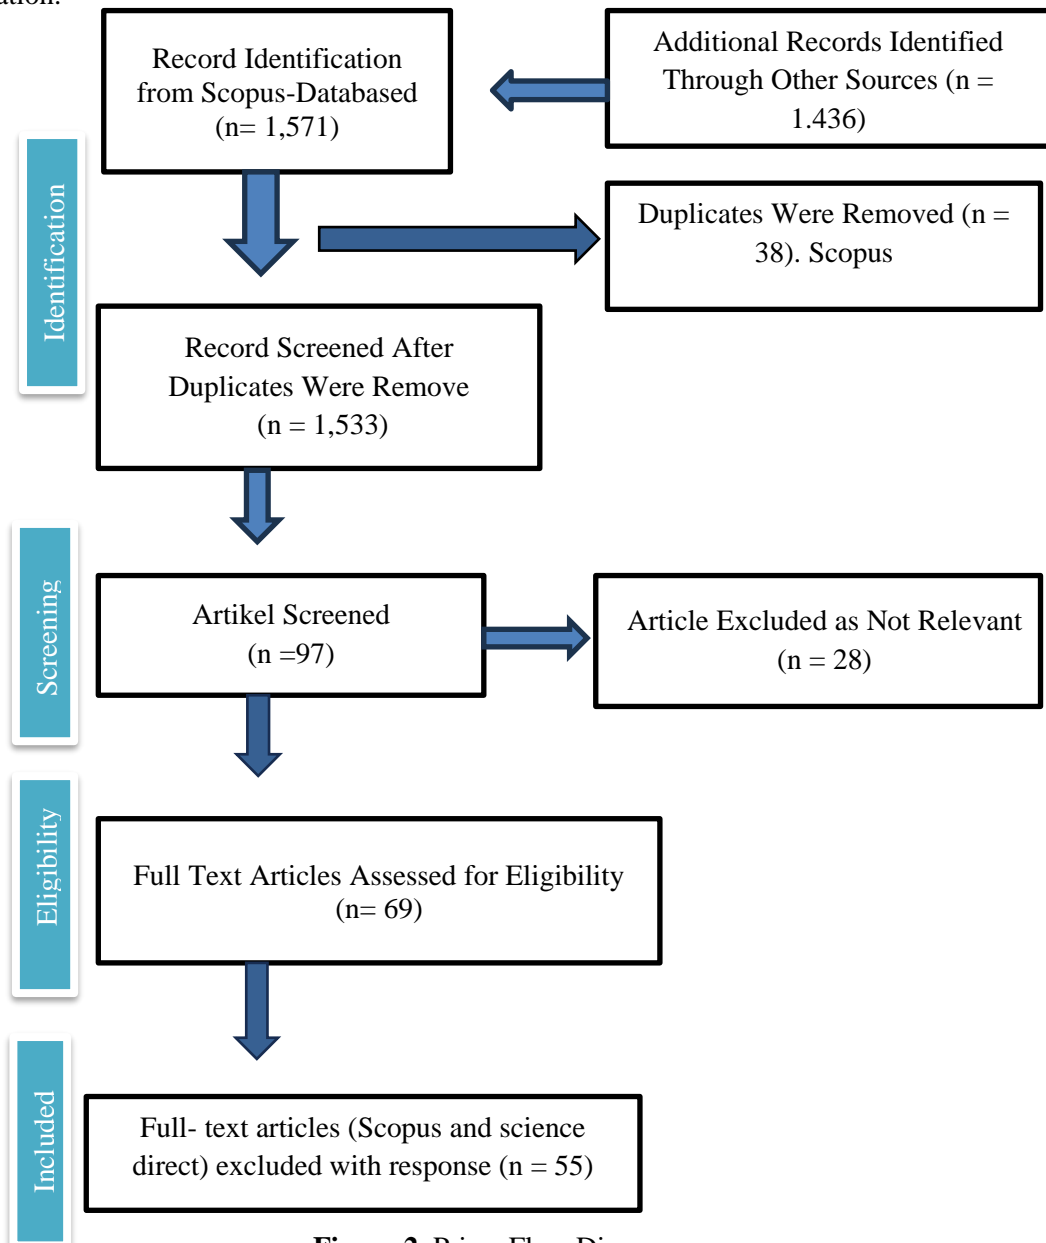 Record Identification
from Scopus-Databased
(n= 1,571)
Additional Records Identified
Through Other Sources (n =
1.436)
Identification
Duplicates Were Removed (n =
38). Scopus
Record Screened After
Duplicates Were Remove
(n = 1,533)
Screening
Artikel Screened
(n =97)
Article Excluded as Not Relevant
(n = 28)
Eligibility
Full Text Articles Assessed for Eligibility
(n= 69)
Included
Full- text articles (Scopus and science
direct) excluded with response (n = 55)